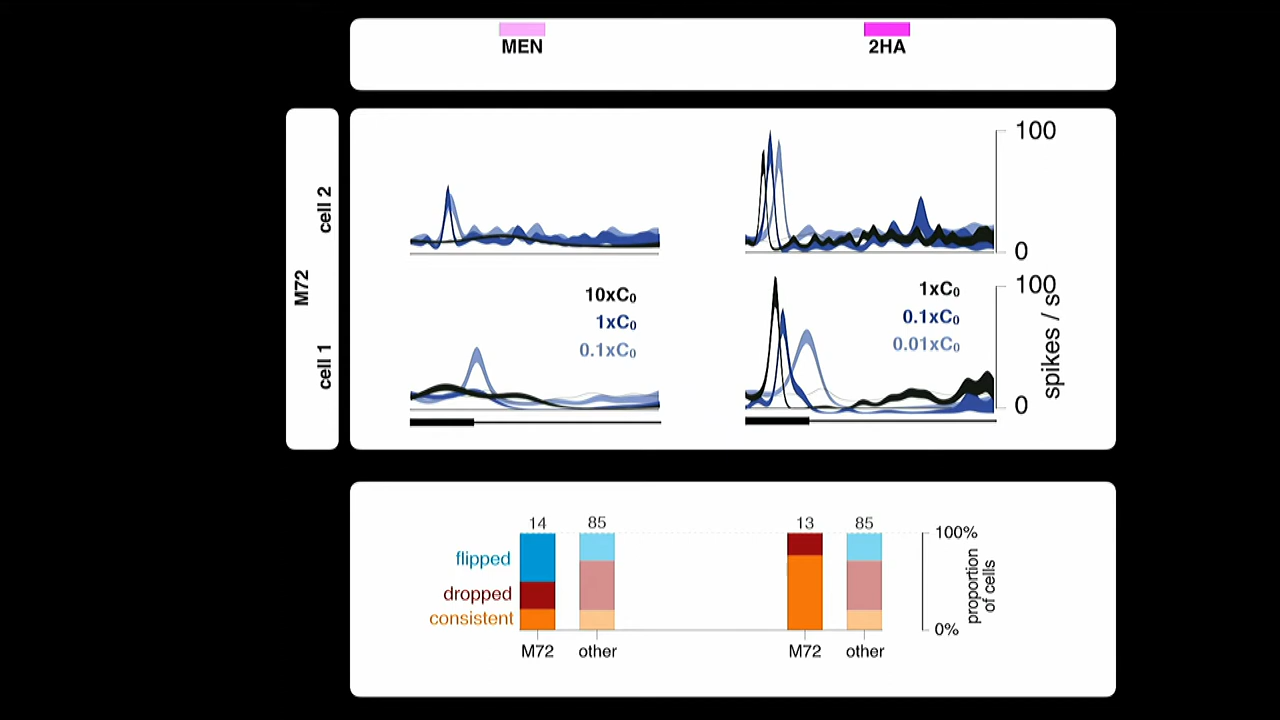 MEN
2HA
M72
cell 2
100
0
cell 1
10xC₀
1xC₀
0.1xC₀
1xC₀
0.1xC₀
0.01xC₀
100
0
spikes / s
14
85
13
85
flipped
dropped
consistent
100%
0%
proportion
of cells
M72
other
M72
other